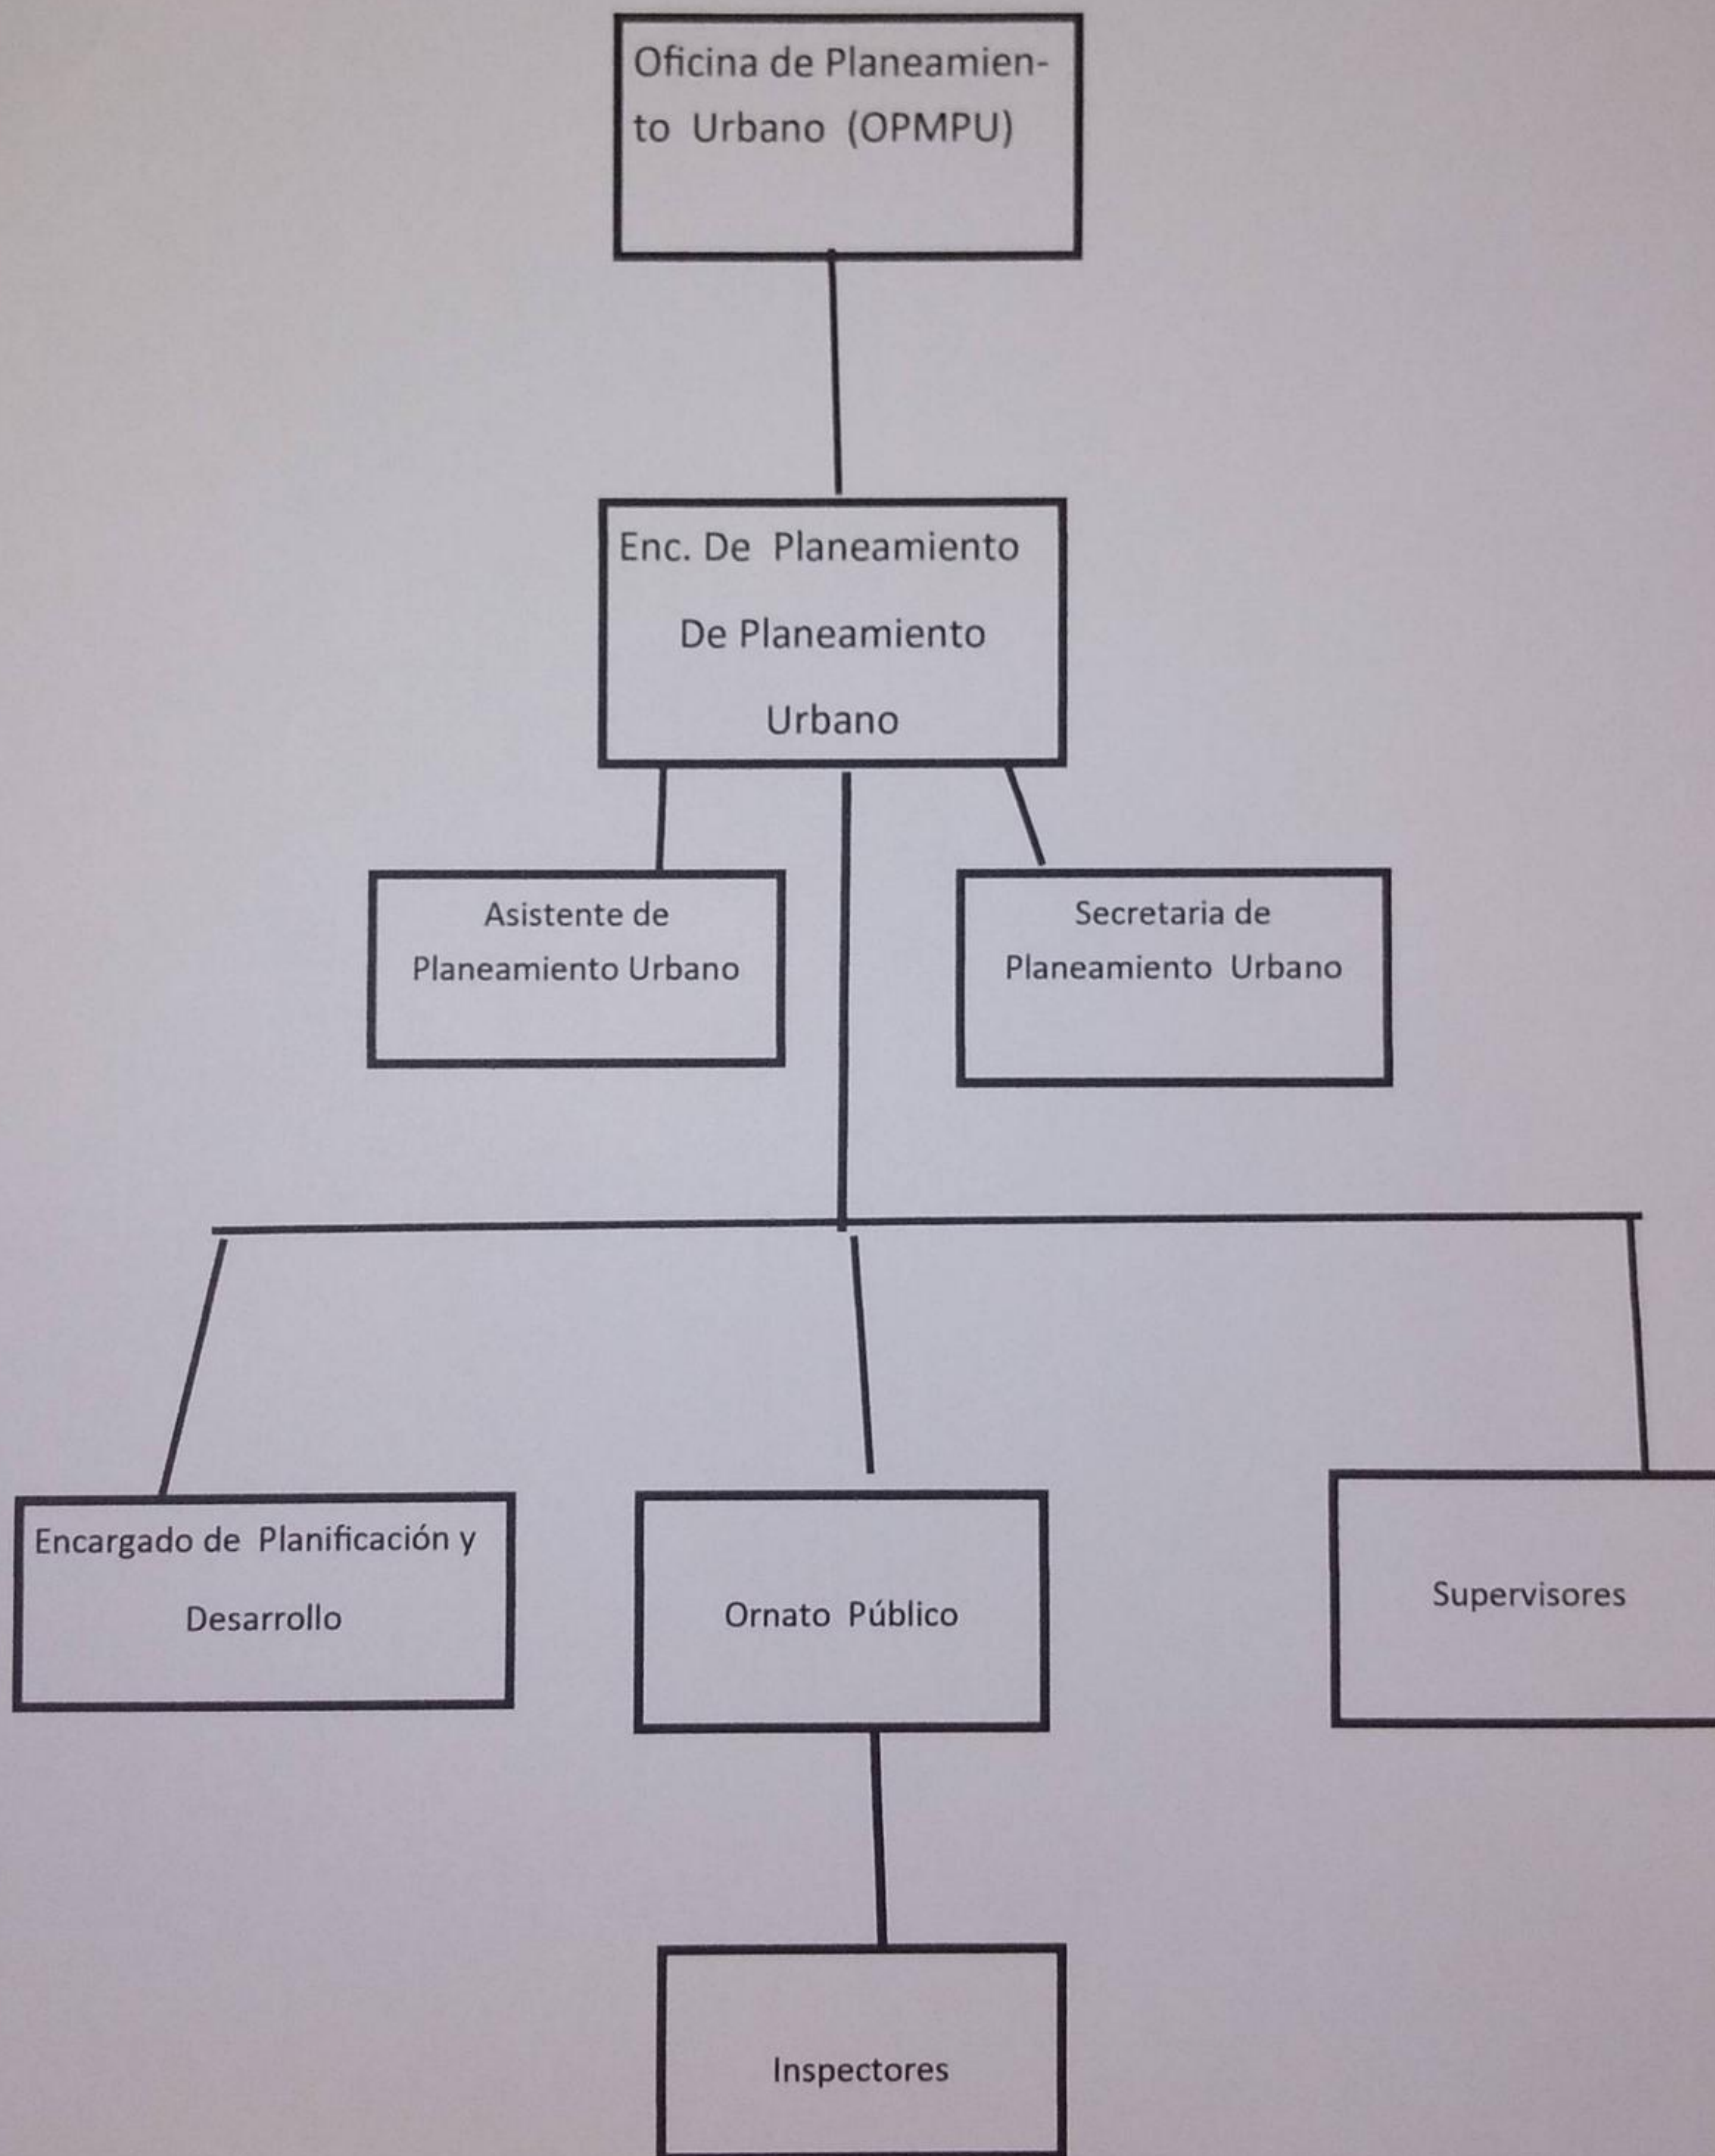 Oficina de Planeamien-
to Urbano (OPMPU)
Enc. De Planeamiento
De Planeamiento
Urbano
Asistente de
Planeamiento Urbano
Secretaria de
Planeamiento Urbano
Encargado de Planificación y
Desarrollo
Ornato Público
Supervisores
Inspectores